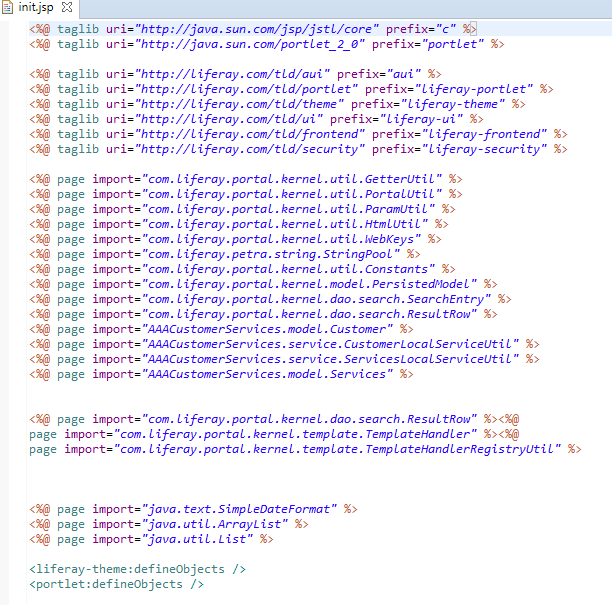 init.jsp
<%@ taglib uri="http://java.sun.com/jsp/jstl/core" prefix="c" %>
<%@ taglib uri="http://java.sun.com/portlet_2_0" prefix="portlet" %>
<%@ taglib uri="http://liferay.com/tld/aui" prefix="aui" %>
<%@ taglib uri="http://liferay.com/tld/portlet" prefix="liferay-portlet" %>
<%@ taglib uri="http://liferay.com/tld/theme" prefix="liferay-theme" %>
<%@ taglib uri="http://liferay.com/tld/ui" prefix="liferay-ui" %>
<%@ taglib uri="http://liferay.com/tld/frontend" prefix="liferay-frontend" %>
<%@ taglib uri="http://liferay.com/tld/security" prefix="liferay-security" %>
<%@ page import="com.liferay.portal.kernel.util.GetterUtil" %>
<%@ page import="com.liferay.portal.kernel.util.PortalUtil" %>
<%@ page import="com.liferay.portal.kernel.util.ParamUtil" %>
<%@ page import="com.liferay.portal.kernel.util.HtmlUtil" %>
<%@ page import="com.liferay.portal.kernel.util.WebKeys" %>
<%@ page import="com.liferay.petra.string.StringPool" %>
<%@ page import="com.liferay.portal.kernel.util.Constants" %>
<%@ page import="com.liferay.portal.kernel.model.PersistedModel" %>
<%@ page import="com.liferay.portal.kernel.dao.search.SearchEntry" %>
<%@ page import="com.liferay.portal.kernel.dao.search.ResultRow" %>
<%@ page import="AAACustomerServices.model.Customer" %>
<%@ page import="AAACustomerServices.service.CustomerLocalServiceUtil" %>
<%@ page import="AAACustomerServices.service.ServicesLocalServiceUtil" %>
<%@ page import="AAACustomerServices.model.Services" %>
<%@ page import="com.liferay.portal.kernel.dao.search.ResultRow" %><%@
page import="com.liferay.portal.kernel.template.TemplateHandler" %><%@
page import="com.liferay.portal.kernel.template.TemplateHandlerRegistryUtil" %>
<%@ page import="java.text.SimpleDateFormat" %>
<%@ page import="java.util.ArrayList" %>
<%@ page import="java.util.List" %>
<liferay-theme:defineObjects />
<portlet:defineObjects />